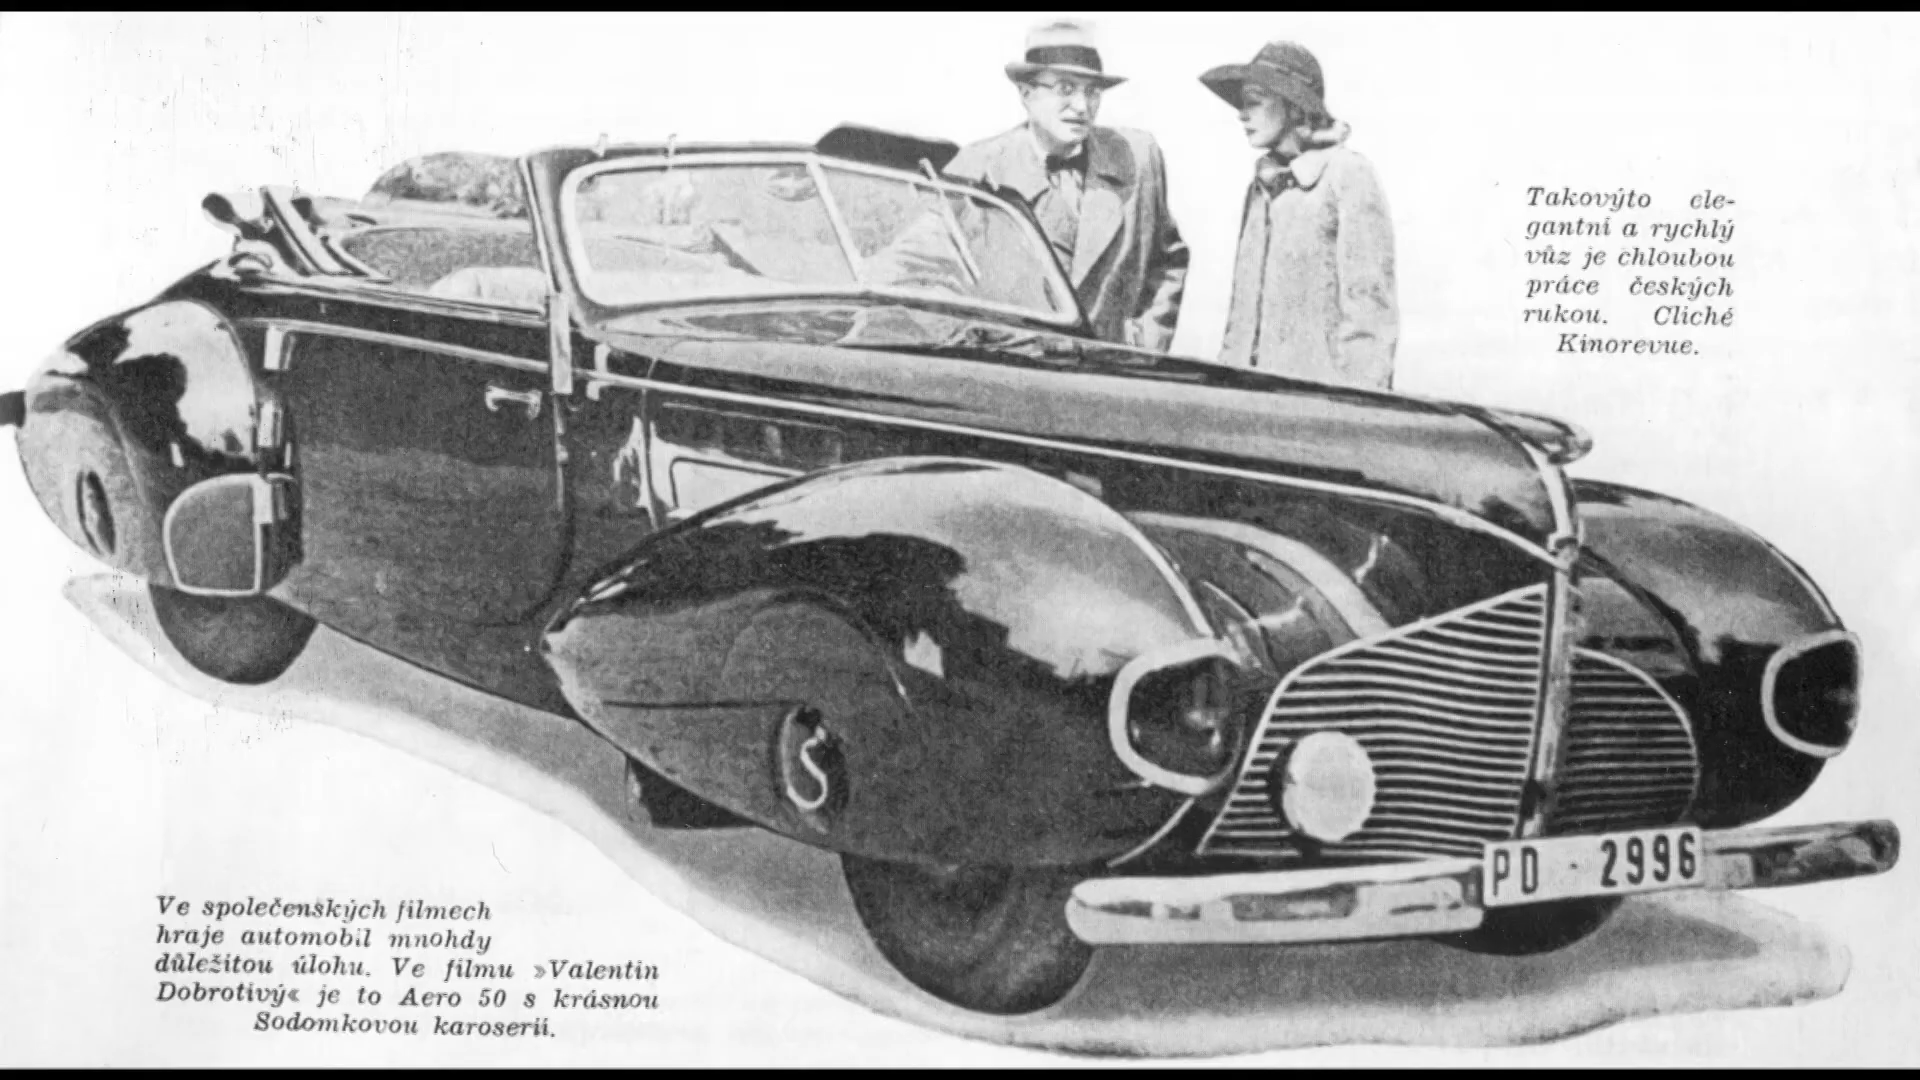 Takovýto ele-
gantní a rychlý
vůz je chloubou
práce českých
rukou. Cliché
Kinorevue.
PD - 2996
Ve společenských filmech
hraje automobil mnohdy
důležitou úlohu. Ve filmu »Valentin
Dobrotivý« je to Aero 50 s krásnou
Sodomkovou karoserií.